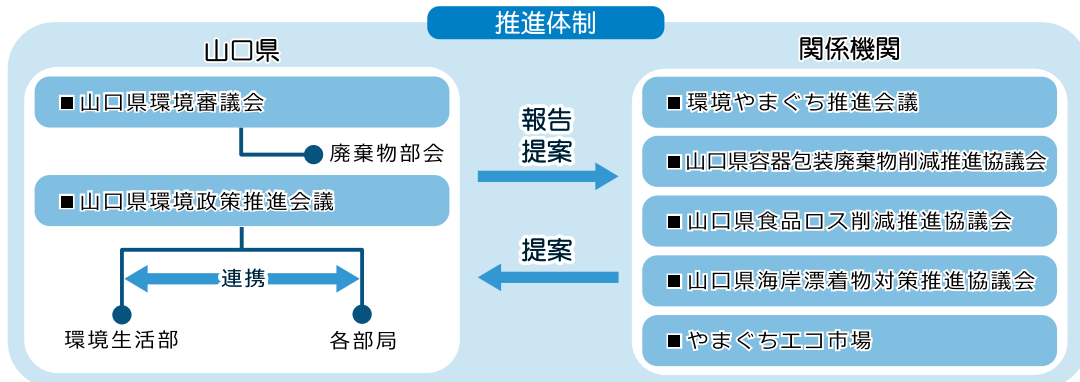 推進体制
山口県
■山口県環境審議会
廃棄物部会
■山口県環境政策推進会議
連携
環境生活部
各部局
報告
提案
提案
関係機関
■環境やまぐち推進会議
■山口県容器包装廃棄物削減推進協議会
■山口県食品ロス削減推進協議会
■山口県海岸漂着物対策推進協議会
■やまぐちエコ市場